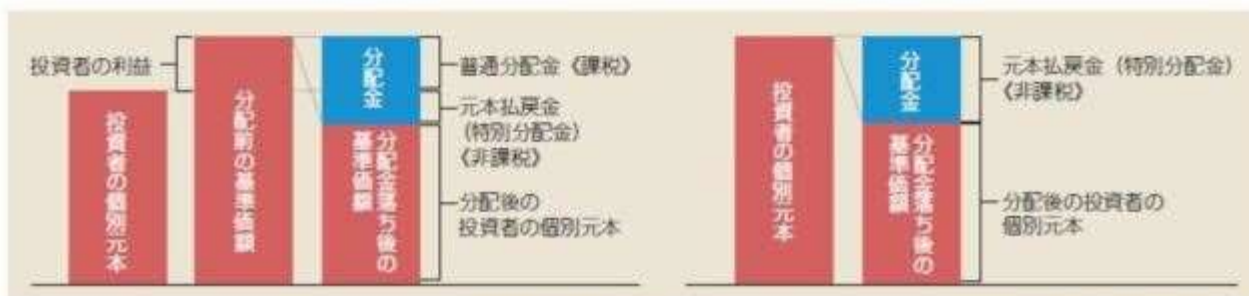 投資者の利益
投資者の個別元本
分配前の基準価額
分配金
分配金落ち後の
基準価額
普通分配金《課税》
元本払戻金
(特別分配金)
《非課税》
分配後の
投資者の個別元本
投資者の個別元本
分配金
分配金落ち後の
基準価額
元本払戻金（特別分配金）
《非課税》
分配後の投資者の
個別元本